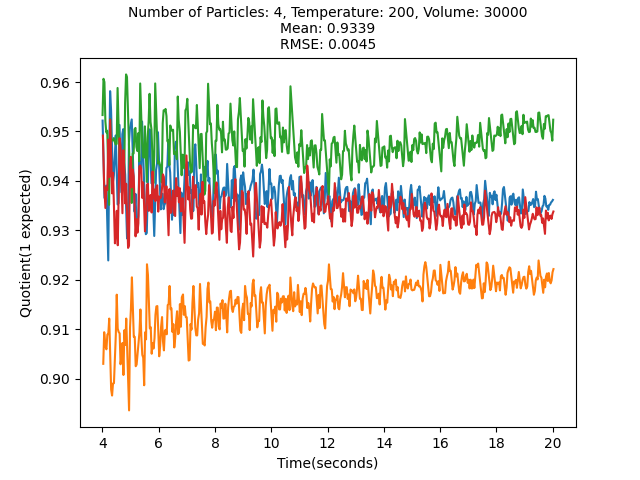 Number of Particles: 4, Temperature: 200, Volume: 30000
Mean: 0.9339
RMSE: 0.0045
0.96
0.95
0.94
0.93
0.92
0.91
0.90
Quotient(1 expected)
4 6 8 10 12 14 16 18 20
Time(seconds)